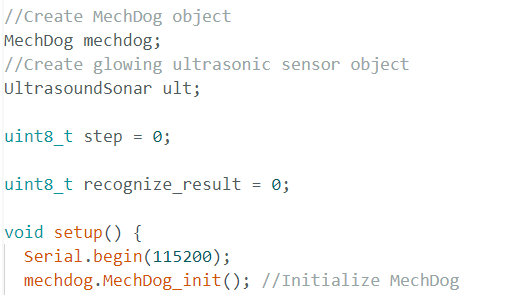 //Create MechDog object
MechDog mechdog;
//Create glowing ultrasonic sensor object
UltrasoundSonar ult;
uint8_t step = 0;
uint8_t recognize_result = 0;
void setup() {
  Serial.begin(115200);
  mechdog.MechDog_init(); //Initialize MechDog